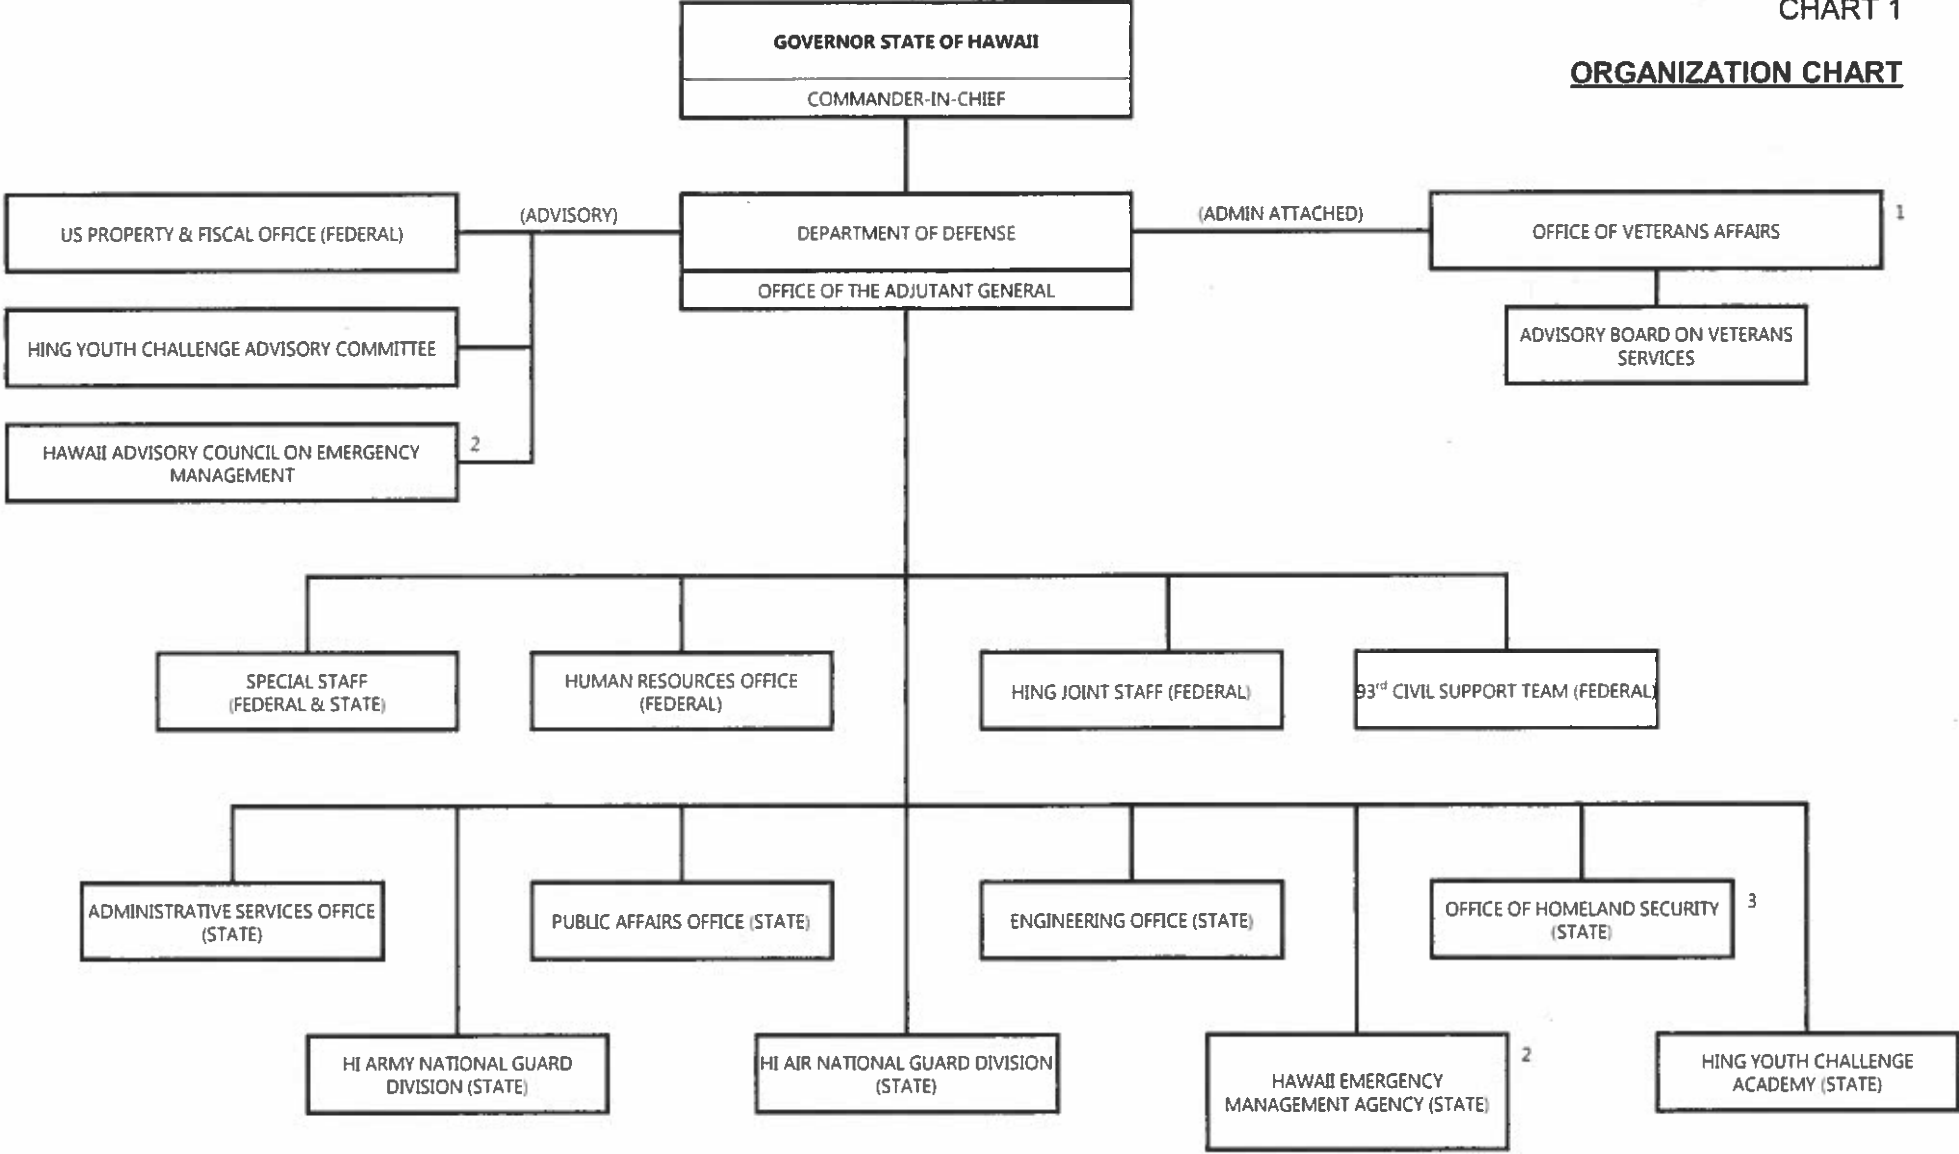 CHART 1
ORGANIZATION CHART
GOVERNOR STATE OF HAWAII
COMMANDER-IN-CHIEF
US PROPERTY & FISCAL OFFICE (FEDERAL)
(ADVISORY)
DEPARTMENT OF DEFENSE
OFFICE OF THE ADJUTANT GENERAL
(ADMIN ATTACHED)
OFFICE OF VETERANS AFFAIRS
1
ADVISORY BOARD ON VETERANS
SERVICES
HING YOUTH CHALLENGE ADVISORY COMMITTEE
HAWAII ADVISORY COUNCIL ON EMERGENCY
MANAGEMENT
2
SPECIAL STAFF
(FEDERAL & STATE)
HUMAN RESOURCES OFFICE
(FEDERAL)
HING JOINT STAFF (FEDERAL)
93rd CIVIL SUPPORT TEAM (FEDERAL)
ADMINISTRATIVE SERVICES OFFICE
(STATE)
PUBLIC AFFAIRS OFFICE (STATE)
ENGINEERING OFFICE (STATE)
OFFICE OF HOMELAND SECURITY
(STATE)
3
HI ARMY NATIONAL GUARD
DIVISION (STATE)
HI AIR NATIONAL GUARD DIVISION
(STATE)
HAWAII EMERGENCY
MANAGEMENT AGENCY (STATE)
2
HING YOUTH CHALLENGE
ACADEMY (STATE)